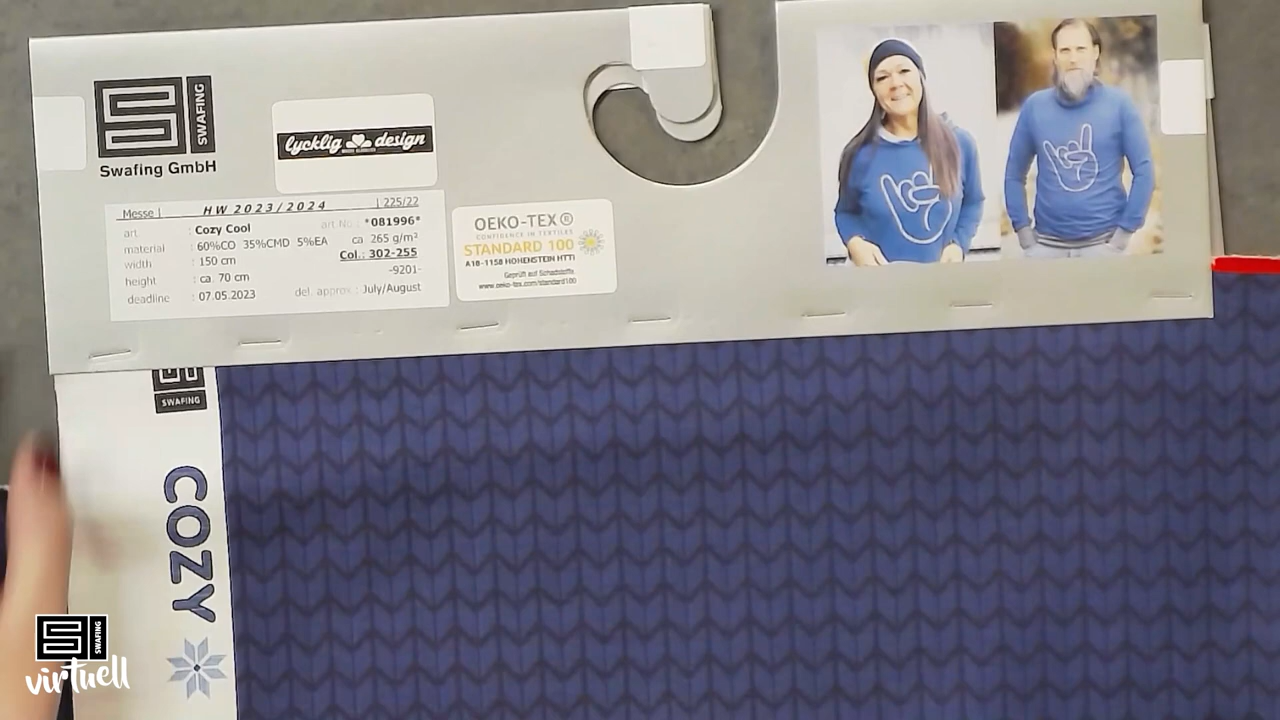 SWAFING
Swafing GmbH
lycklig design
Messe | HW 2023/2024 | 225/22
art. : Cozy Cool art.No.: *081996*
material : 60%CO 35%CMD 5%EA ca 265 g/m²
width : 150 cm Col.: 302-255
height : ca. 70 cm -9201-
deadline : 07.05.2023 del. approx.: July/August
OEKO-TEX®
CONFIDENCE IN TEXTILES
STANDARD 100
A18-1158 HOHENSTEIN HTTI
Geprüft auf Schadstoffe
www.oeko-tex.com/standard100
SWAFING
COZY
SWAFING
virtuell